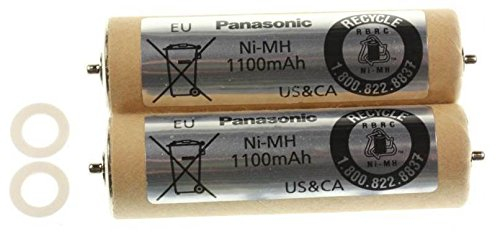 EU Panasonic
Ni-MH
1100mAh
US&CA
RECYCLE
RBRC
Ni-MH
1.800.822.8837
EU Panasonic
Ni-MH
1100mAh
US&CA
RECYCLE
RBRC
Ni-MH
1.800.822.8837